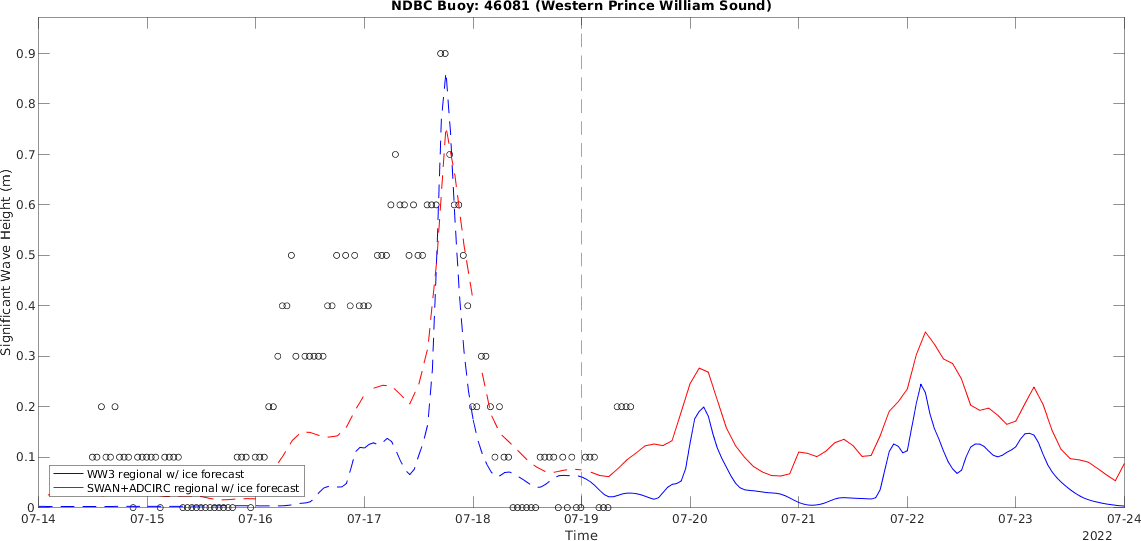 NDBC Buoy: 46081 (Western Prince William Sound)
Significant Wave Height (m)
0.9
0.8
0.7
0.6
0.5
0.4
0.3
0.2
0.1
0
WW3 regional w/ ice forecast
SWAN+ADCIRC regional w/ ice forecast
07-14 07-15 07-16 07-17 07-18 07-19 07-20 07-21 07-22 07-23 07-24
Time
2022